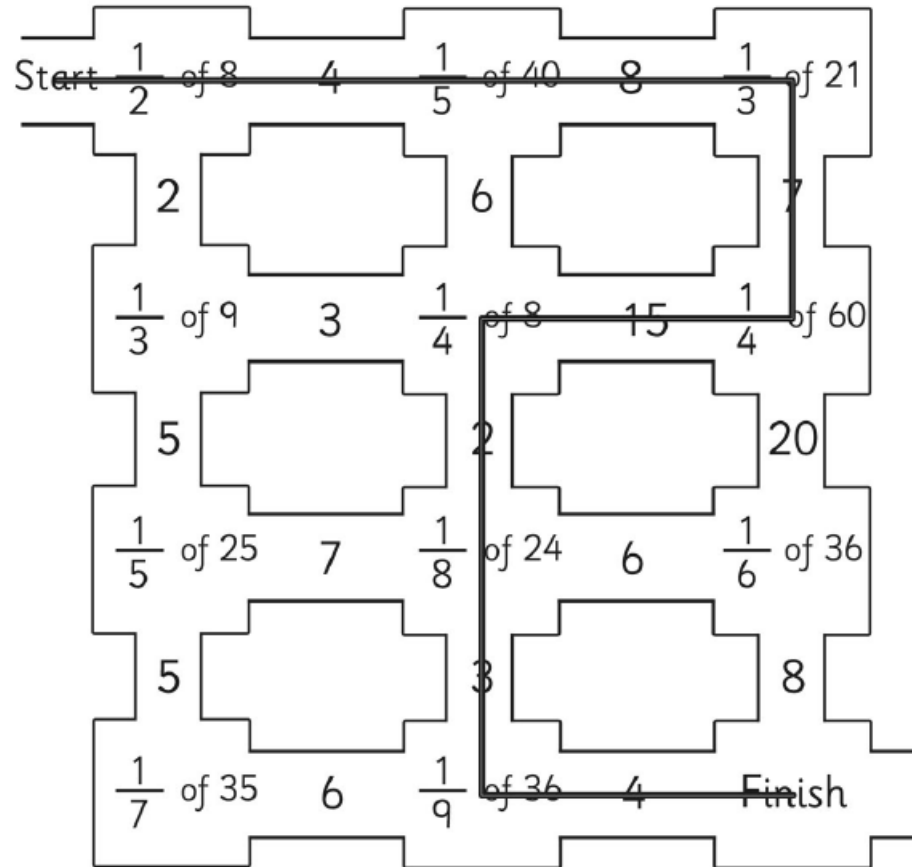 Start 1/2 of 8 4 1/5 of 40 8 1/3 of 21
2 6 7
1/3 of 9 3 1/4 of 8 15 1/4 of 60
5 2 20
1/5 of 25 7 1/8 of 24 6 1/6 of 36
5 3 8
1/7 of 35 6 1/9 of 36 4 Finish